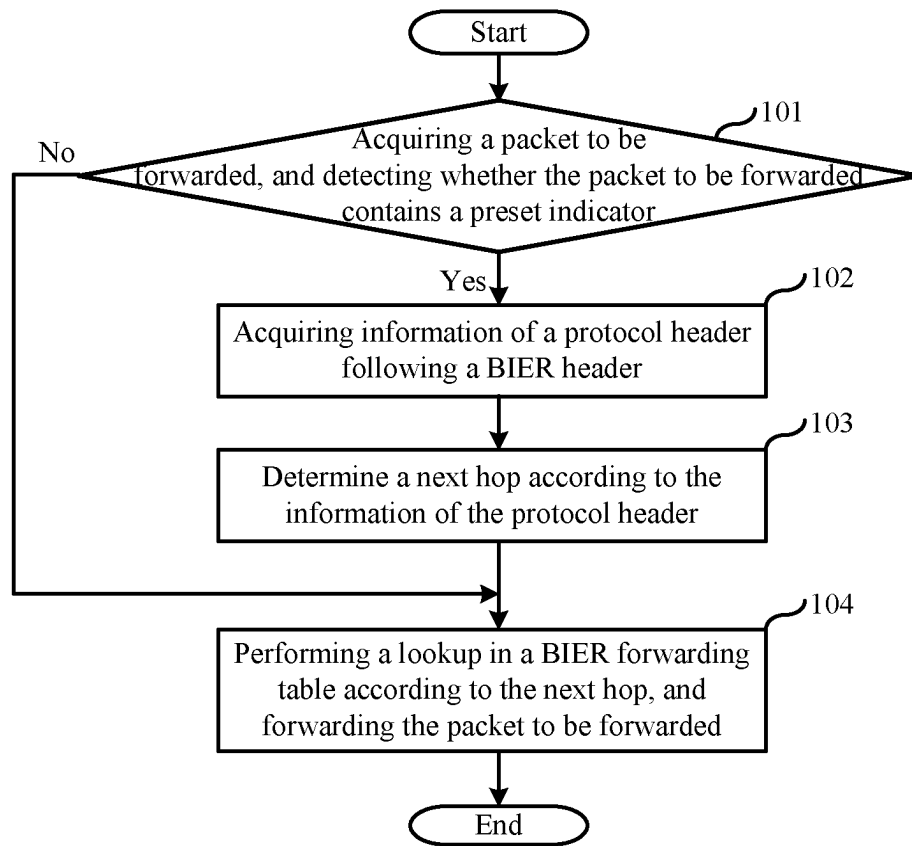 Start
101
Acquiring a packet to be
forwarded, and detecting whether the packet to be forwarded
contains a preset indicator
No
Yes
102
Acquiring information of a protocol header
following a BIER header
103
Determine a next hop according to the
information of the protocol header
104
Performing a lookup in a BIER forwarding
table according to the next hop, and
forwarding the packet to be forwarded
End